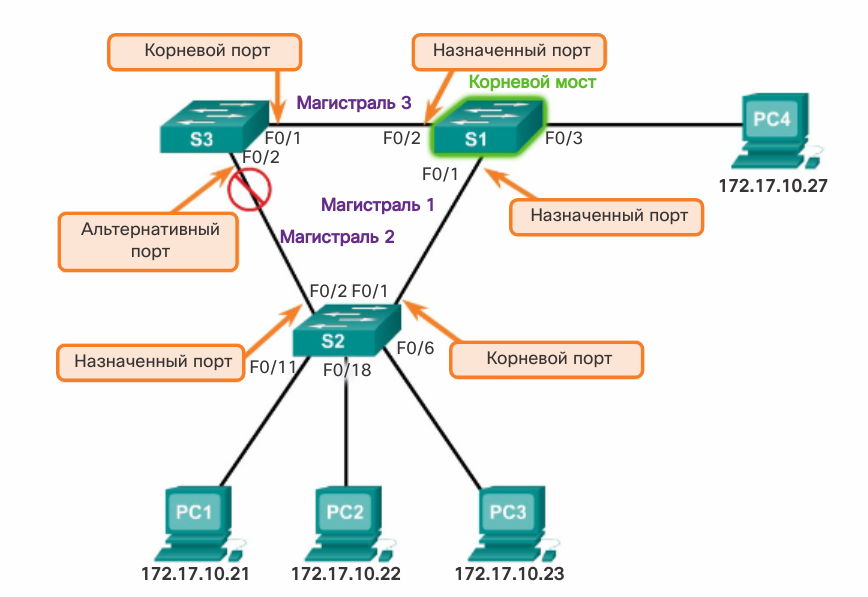 Корневой порт
Назначенный порт
Корневой мост
Магистраль 3
S3
F0/1
F0/2
S1
F0/3
PC4
F0/2
F0/1
172.17.10.27
Магистраль 1
Назначенный порт
Альтернативный
порт
Магистраль 2
F0/2 F0/1
S2
F0/6
Назначенный порт
F0/11
F0/18
Корневой порт
PC1
PC2
PC3
172.17.10.21
172.17.10.22
172.17.10.23